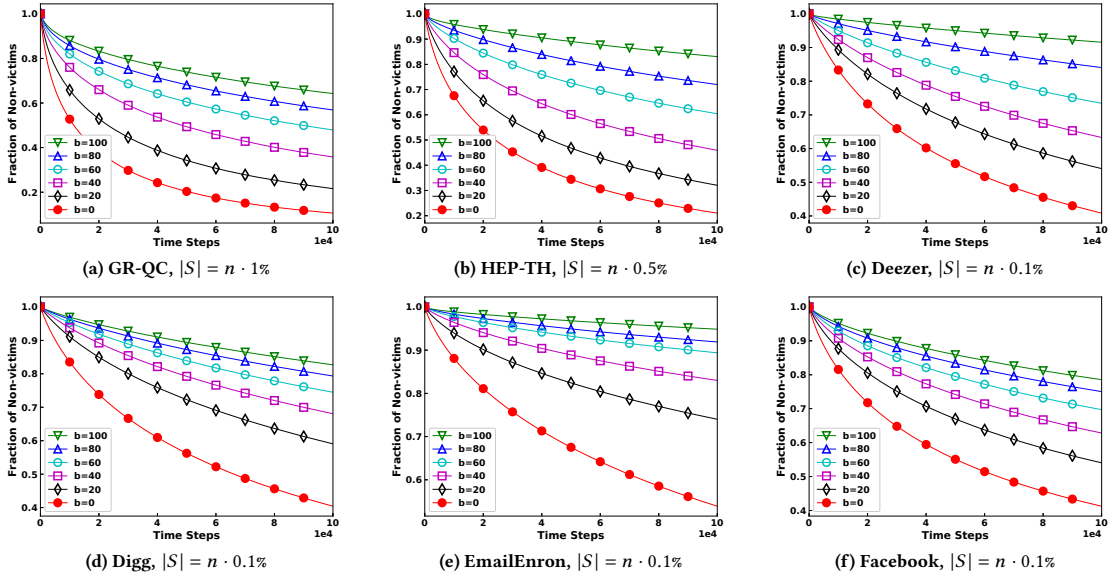 Fraction of Non-victims
1.0
0.8
0.6
0.4
0.2
b=100
b=80
b=60
b=40
b=20
b=0
0 2 4 6 8 10
Time Steps 1e4
(a) GR-QC, |S| = n · 1%
Fraction of Non-victims
1.0
0.9
0.8
0.7
0.6
0.5
0.4
0.3
0.2
b=100
b=80
b=60
b=40
b=20
b=0
0 2 4 6 8 10
Time Steps 1e4
(b) HEP-TH, |S| = n · 0.5%
Fraction of Non-victims
1.0
0.9
0.8
0.7
0.6
0.5
0.4
b=100
b=80
b=60
b=40
b=20
b=0
0 2 4 6 8 10
Time Steps 1e4
(c) Deezer, |S| = n · 0.1%
Fraction of Non-victims
1.0
0.9
0.8
0.7
0.6
0.5
0.4
b=100
b=80
b=60
b=40
b=20
b=0
0 2 4 6 8 10
Time Steps 1e4
(d) Digg, |S| = n · 0.1%
Fraction of Non-victims
1.0
0.9
0.8
0.7
0.6
b=100
b=80
b=60
b=40
b=20
b=0
0 2 4 6 8 10
Time Steps 1e4
(e) EmailEnron, |S| = n · 0.1%
Fraction of Non-victims
1.0
0.9
0.8
0.7
0.6
0.5
0.4
b=100
b=80
b=60
b=40
b=20
b=0
0 2 4 6 8 10
Time Steps 1e4
(f) Facebook, |S| = n · 0.1%